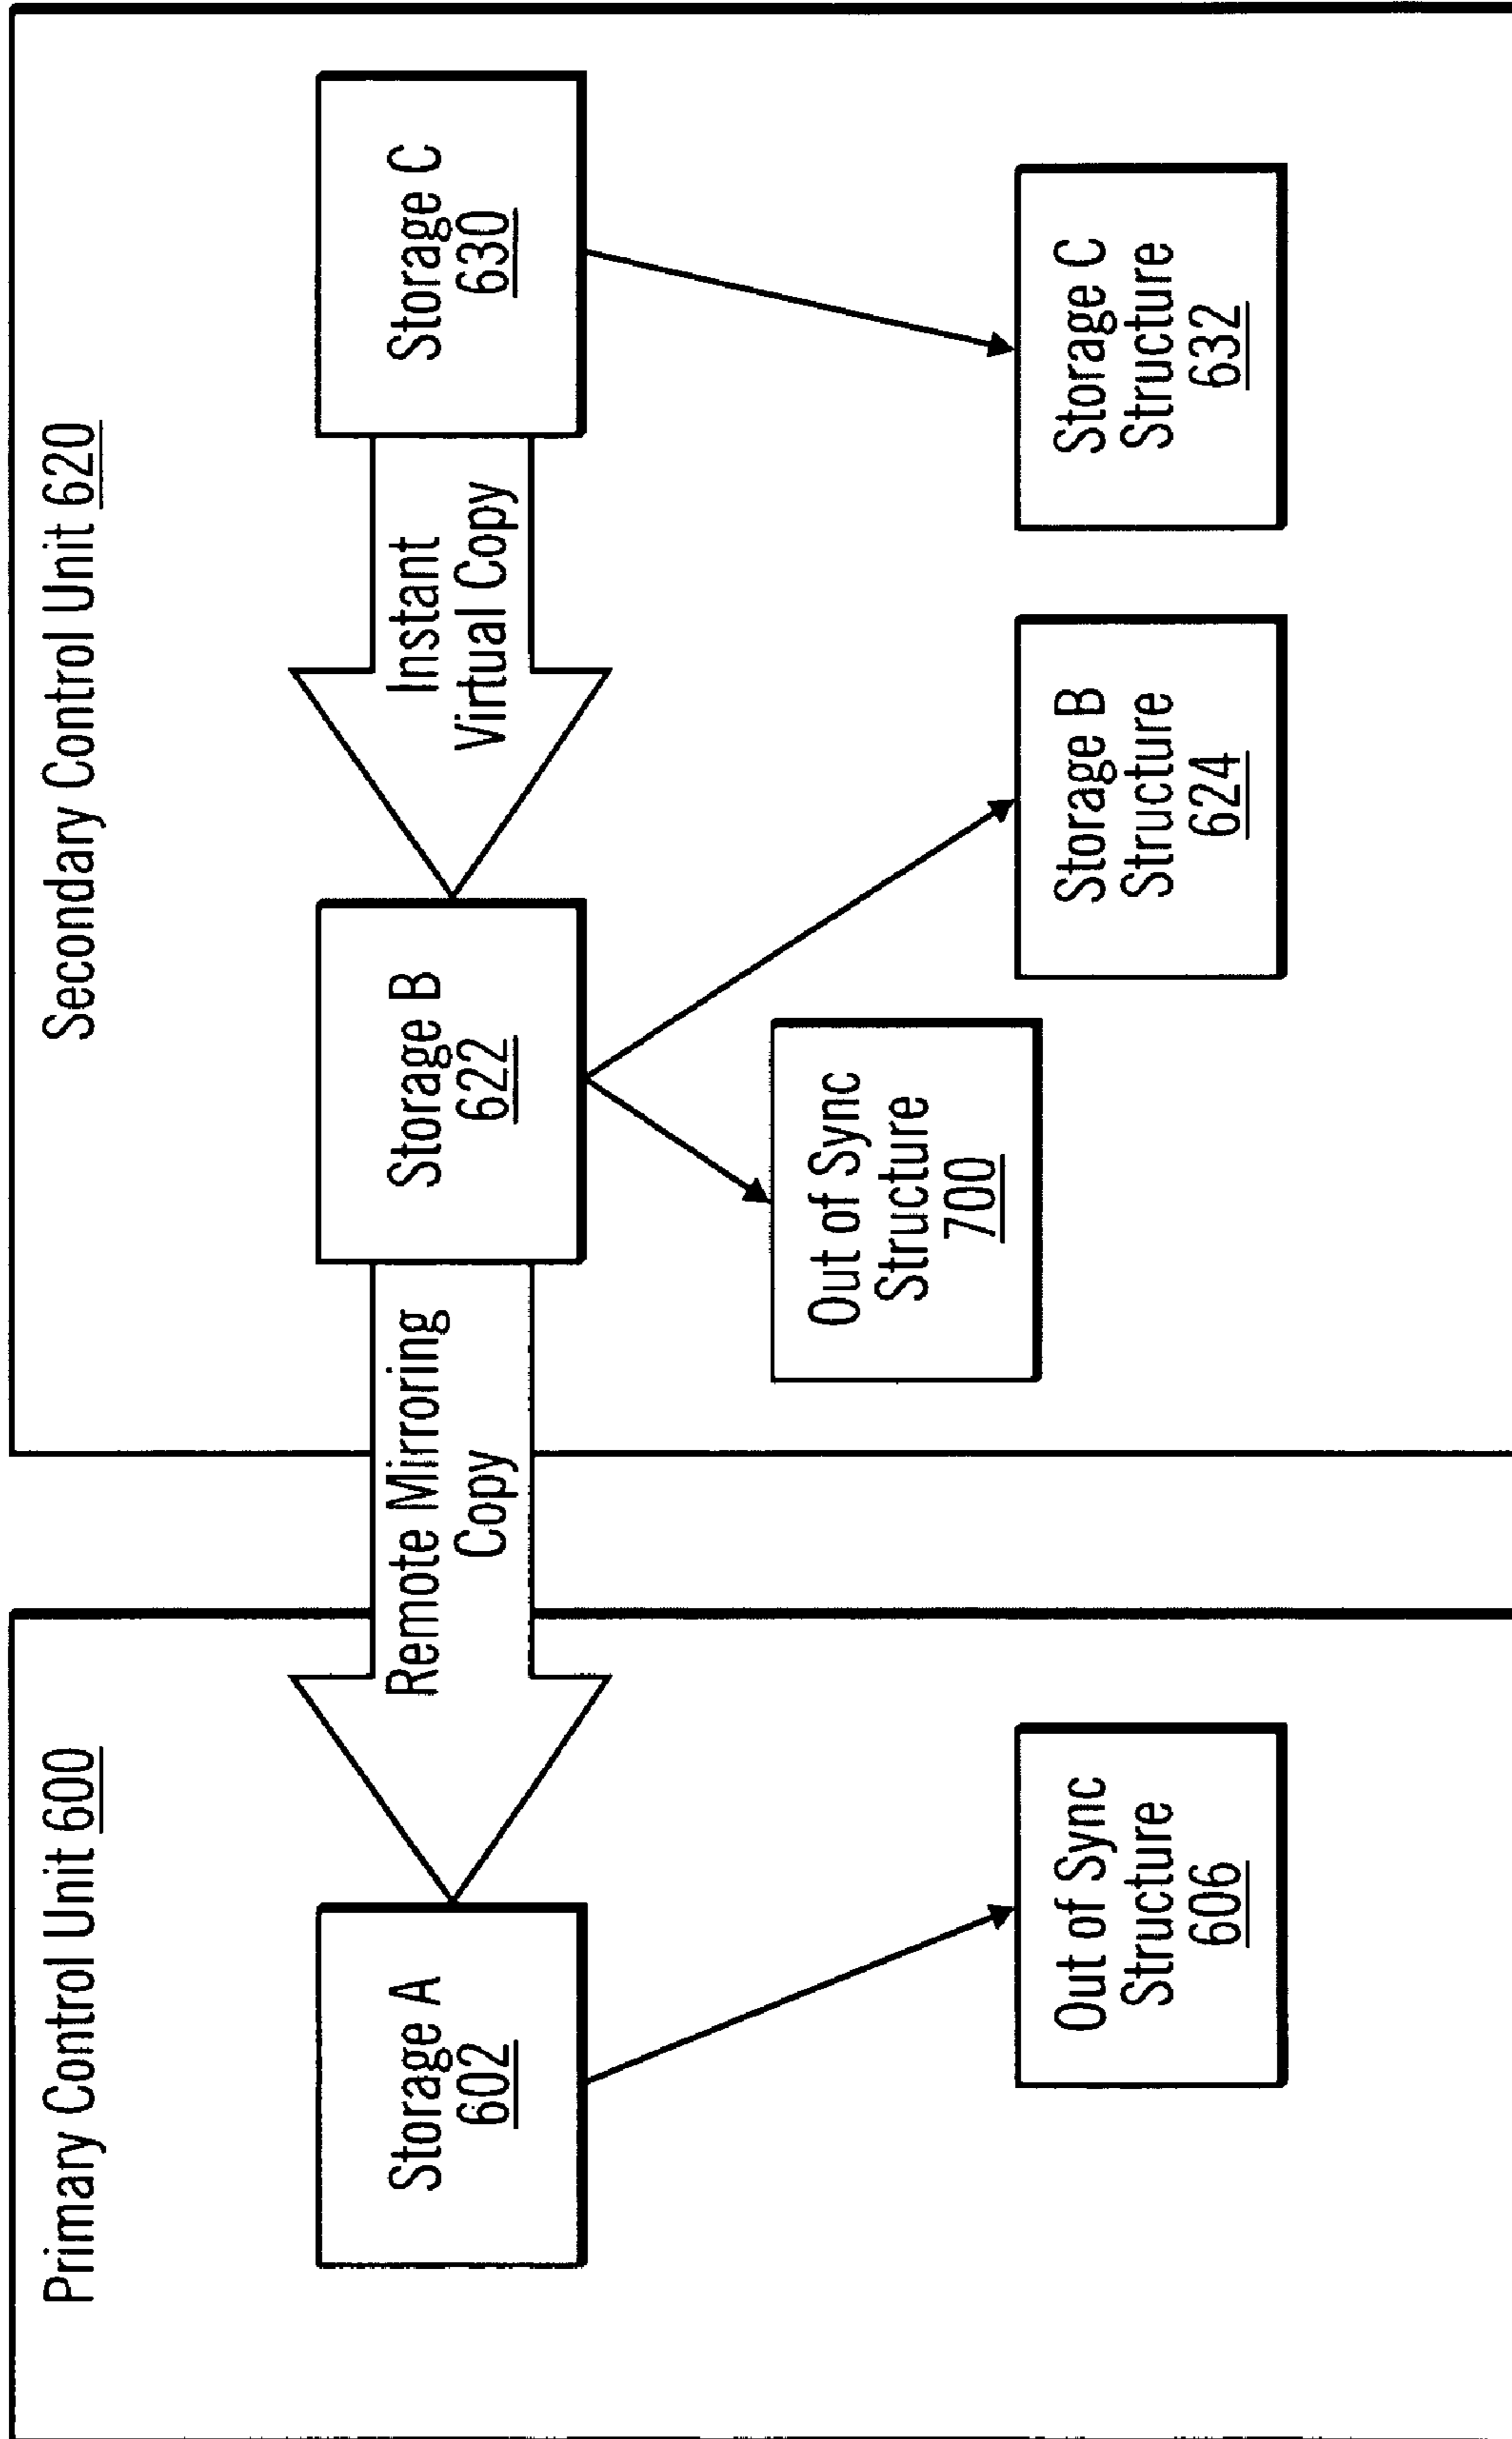 Primary Control Unit 600
Secondary Control Unit 620
Storage A
602
Remote Mirroring
Copy
Storage B
622
Instant
Virtual Copy
Storage C
630
Out of Sync
Structure
700
Out of Sync
Structure
606
Storage B
Structure
624
Storage C
Structure
632